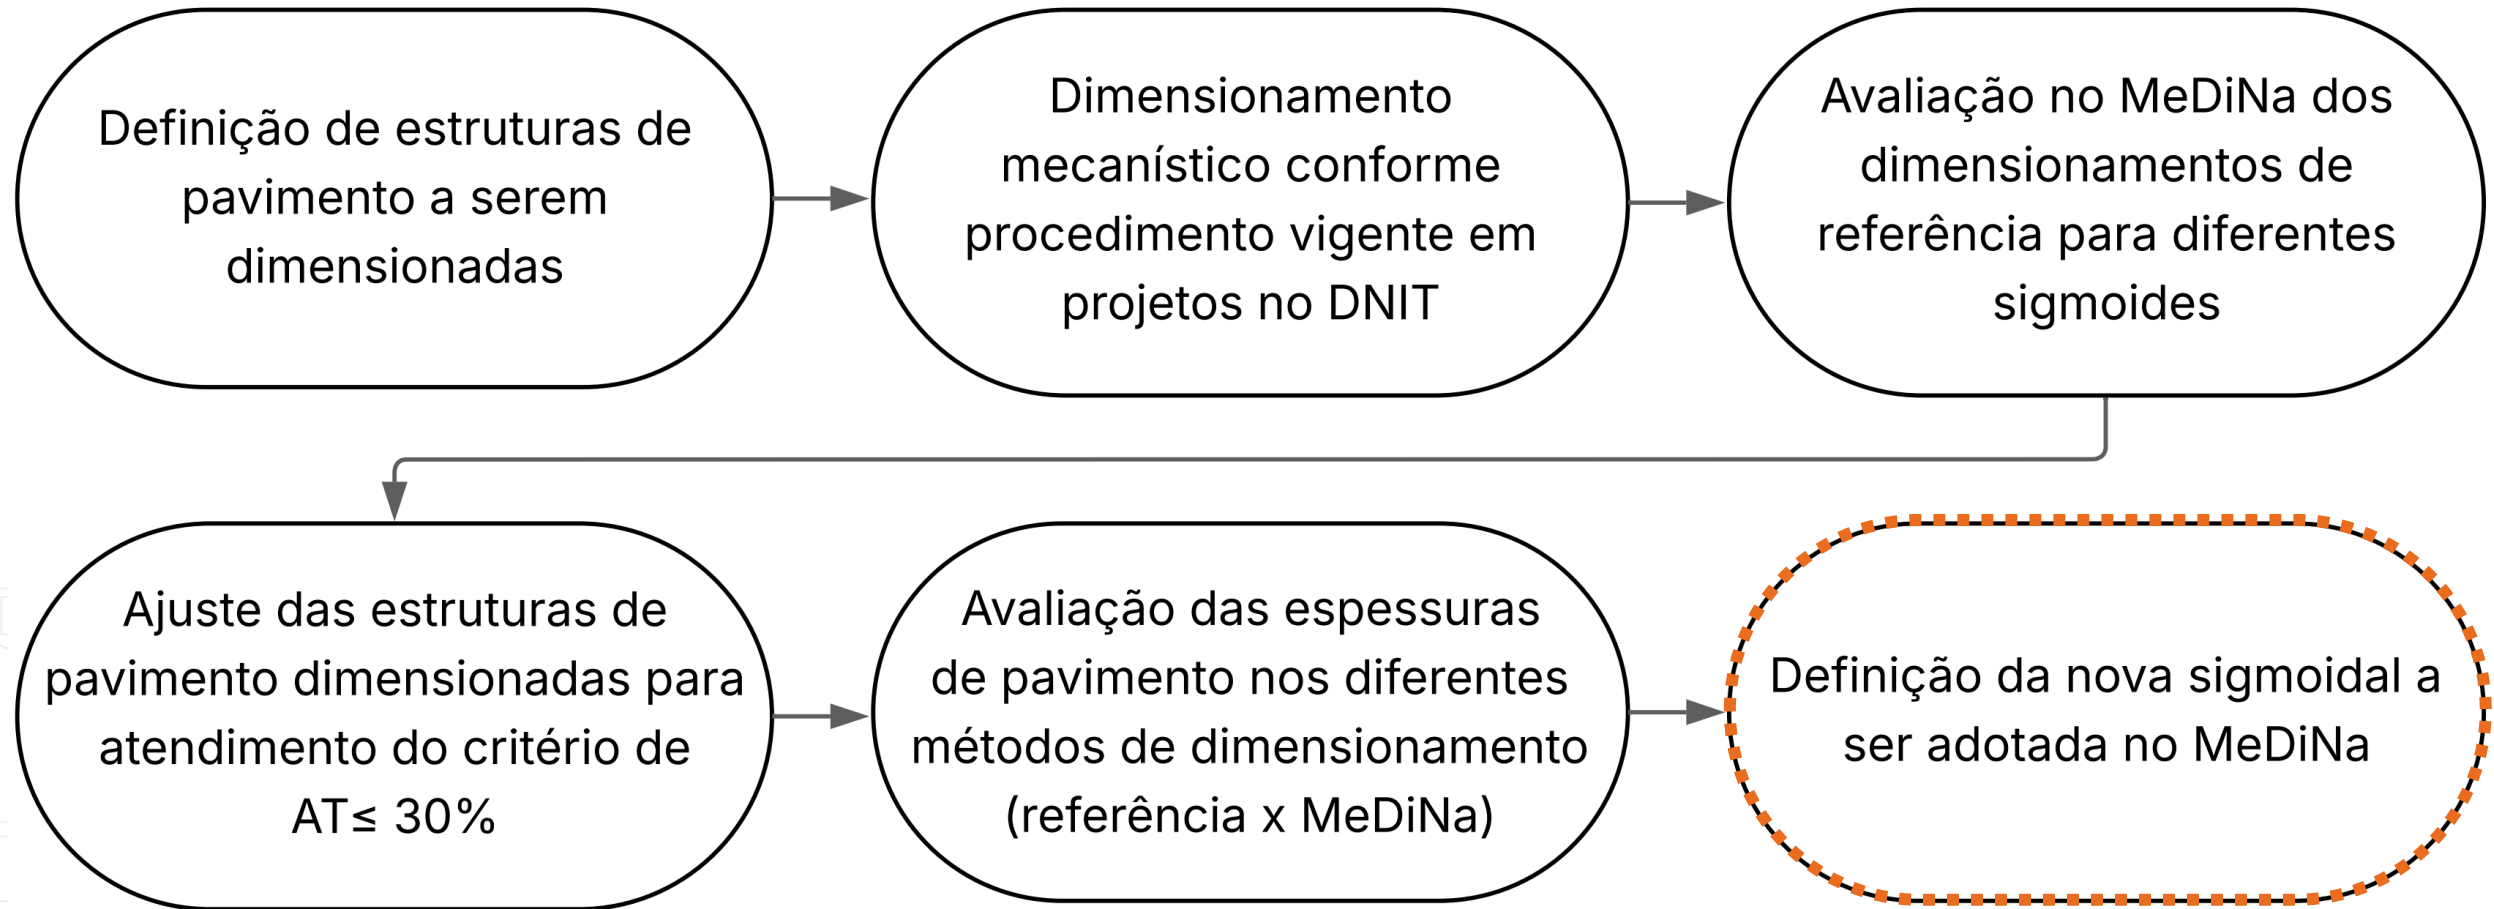 Definição de estruturas de
pavimento a serem
dimensionadas
Dimensionamento
mecanístico conforme
procedimento vigente em
projetos no DNIT
Avaliação no MeDiNa dos
dimensionamentos de
referência para diferentes
sigmoides
Ajuste das estruturas de
pavimento dimensionadas para
atendimento do critério de
AT≤ 30%
Avaliação das espessuras
de pavimento nos diferentes
métodos de dimensionamento
(referência x MeDiNa)
Definição da nova sigmoidal a
ser adotada no MeDiNa